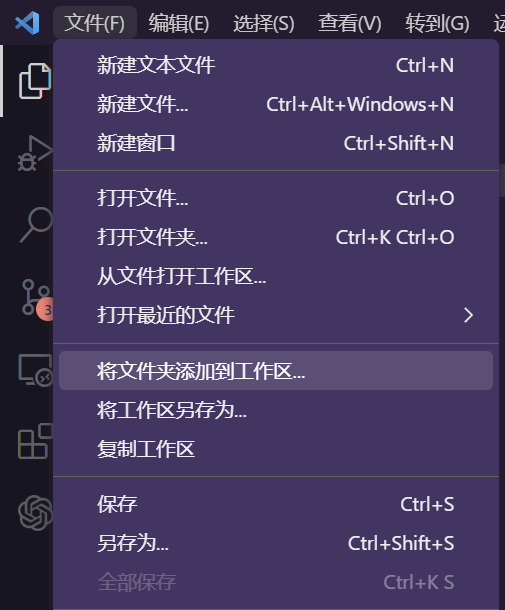 文件(F) 编辑(E) 选择(S) 查看(V) 转到(G)
新建文本文件 Ctrl+N
新建文件... Ctrl+Alt+Windows+N
新建窗口 Ctrl+Shift+N
打开文件... Ctrl+O
打开文件夹... Ctrl+K Ctrl+O
从文件打开工作区...
打开最近的文件
3
将文件夹添加到工作区...
将工作区另存为...
复制工作区
保存 Ctrl+S
另存为... Ctrl+Shift+S
全部保存 Ctrl+K S